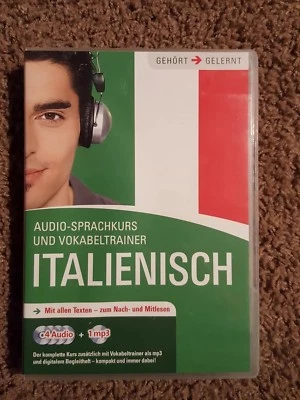 GEHÖRT → GELERNT
AUDIO-SPRACHKURS
UND VOKABELTRAINER
ITALIENISCH
→ Mit allen Texten – zum Nach- und Mitlesen
4 Audio + 1 mp3
Der komplette Kurs zusätzlich mit Vokabeltrainer als mp3
und digitalem Begleitheft – kompakt und immer dabei!